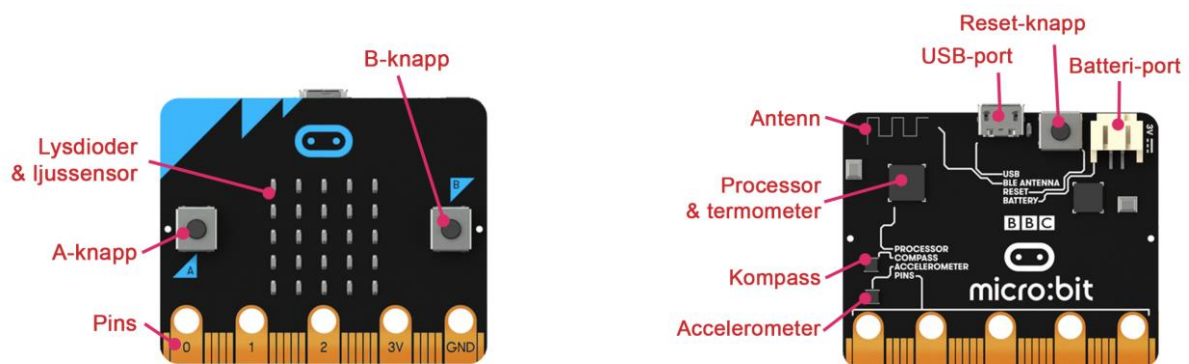 B-knapp
Lysdioder
& ljussensor
A-knapp
Pins
B
A
0
1
2
3V
GND
Reset-knapp
USB-port
Batteri-port
Antenn
Processor
& termometer
Kompass
Accelerometer
3V
USB
BLE ANTENNA
RESET
BATTERY
BBC
PROCESSOR
COMPASS
ACCELEROMETER
PINS
micro:bit